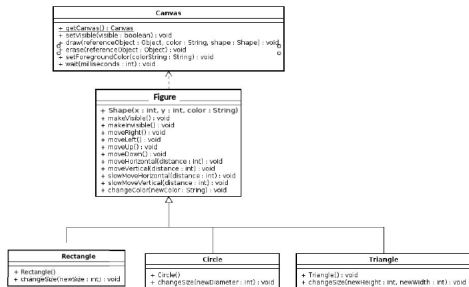 Canvas
+ getCanvas() : Canvas
+ setVisible(visible : boolean) : void
+ draw(referenceObject : Object, color : String, shape : Shape) : void
+ erase(referenceObject : Object) : void
+ setForegroundColor(colorString : String) : void
+ wait(miliseconds : int) : void
Figure
+ Shape(x : int, y : int, color : String)
+ makeVisible() : void
+ makeInvisible() : void
+ moveRight() : void
+ moveLeft() : void
+ moveUp() : void
+ moveDown() : void
+ moveHorizontal(distance : int) : void
+ moveVertical(distance : int) : void
+ slowMoveHorizontal(distance : int) : void
+ slowMoveVertical(distance : int) : void
+ changeColor(newColor : String) : void
Rectangle
+ Rectangle()
+ changeSize(newSize : int) : void
Circle
+ Circle()
+ changeSize(newDiameter : int) : void
Triangle
+ Triangle() : void
+ changeSize(newHeight : int, newWidth : int) : void